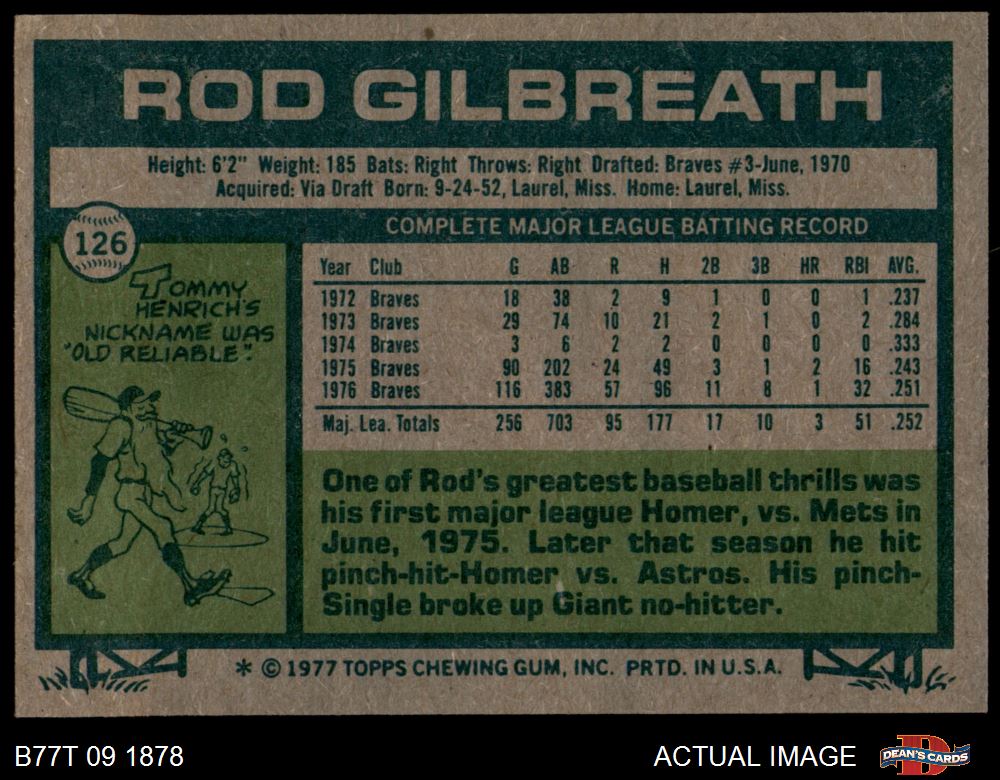 ROD GILBREATH
Height: 6'2" Weight: 185 Bats: Right Throws: Right Drafted: Braves #3-June, 1970
Acquired: Via Draft Born: 9-24-52, Laurel, Miss. Home: Laurel, Miss.
126
TOMMY
HENRICH'S
NICKNAME WAS
"OLD RELIABLE".
COMPLETE MAJOR LEAGUE BATTING RECORD
Year Club G AB R H 2B 3B HR RBI AVG.
1972 Braves 18 38 2 9 1 0 0 1 .237
1973 Braves 29 74 10 21 2 1 0 2 .284
1974 Braves 3 6 2 2 0 0 0 0 .333
1975 Braves 90 202 24 49 3 1 2 16 .243
1976 Braves 116 383 57 96 11 8 1 32 .251
Maj. Lea. Totals 256 703 95 177 17 10 3 51 .252
One of Rod's greatest baseball thrills was
his first major league Homer, vs. Mets in
June, 1975. Later that season he hit
pinch-hit-Homer vs. Astros. His pinch-
Single broke up Giant no-hitter.
* © 1977 TOPPS CHEWING GUM, INC. PRTD. IN U.S.A.
B77T 09 1878
ACTUAL IMAGE
D
DEAN'S CARDS